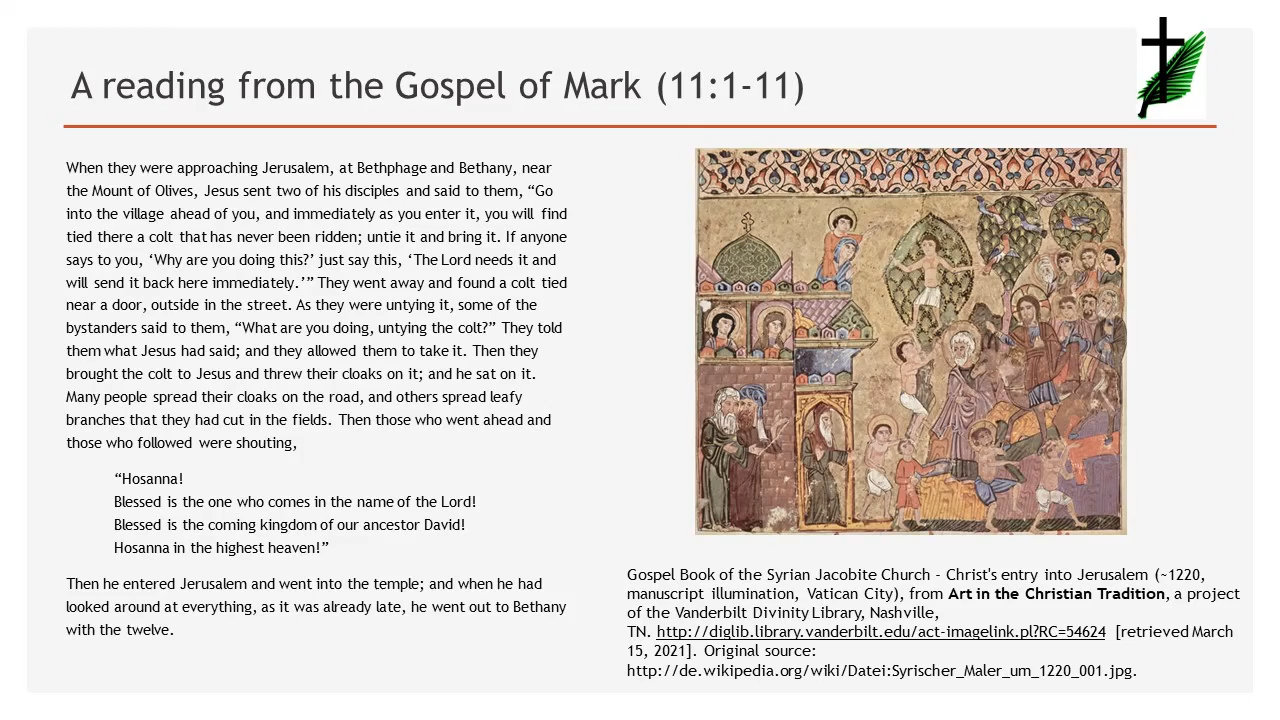 A reading from the Gospel of Mark (11:1-11)
When they were approaching Jerusalem, at Bethphage and Bethany, near
the Mount of Olives, Jesus sent two of his disciples and said to them, “Go
into the village ahead of you, and immediately as you enter it, you will find
tied there a colt that has never been ridden; untie it and bring it. If anyone
says to you, ‘Why are you doing this?’ just say this, ‘The Lord needs it and
will send it back here immediately.’” They went away and found a colt tied
near a door, outside in the street. As they were untying it, some of the
bystanders said to them, “What are you doing, untying the colt?” They told
them what Jesus had said; and they allowed them to take it. Then they
brought the colt to Jesus and threw their cloaks on it; and he sat on it.
Many people spread their cloaks on the road, and others spread leafy
branches that they had cut in the fields. Then those who went ahead and
those who followed were shouting,
“Hosanna!
Blessed is the one who comes in the name of the Lord!
Blessed is the coming kingdom of our ancestor David!
Hosanna in the highest heaven!”
Then he entered Jerusalem and went into the temple; and when he had
looked around at everything, as it was already late, he went out to Bethany
with the twelve.
Gospel Book of the Syrian Jacobite Church - Christ's entry into Jerusalem (~1220,
manuscript illumination, Vatican City), from Art in the Christian Tradition, a project
of the Vanderbilt Divinity Library, Nashville,
TN. http://diglib.library.vanderbilt.edu/act-imagelink.pl?RC=54624 [retrieved March
15, 2021]. Original source:
http://de.wikipedia.org/wiki/Datei:Syrischer_Maler_um_1220_001.jpg.